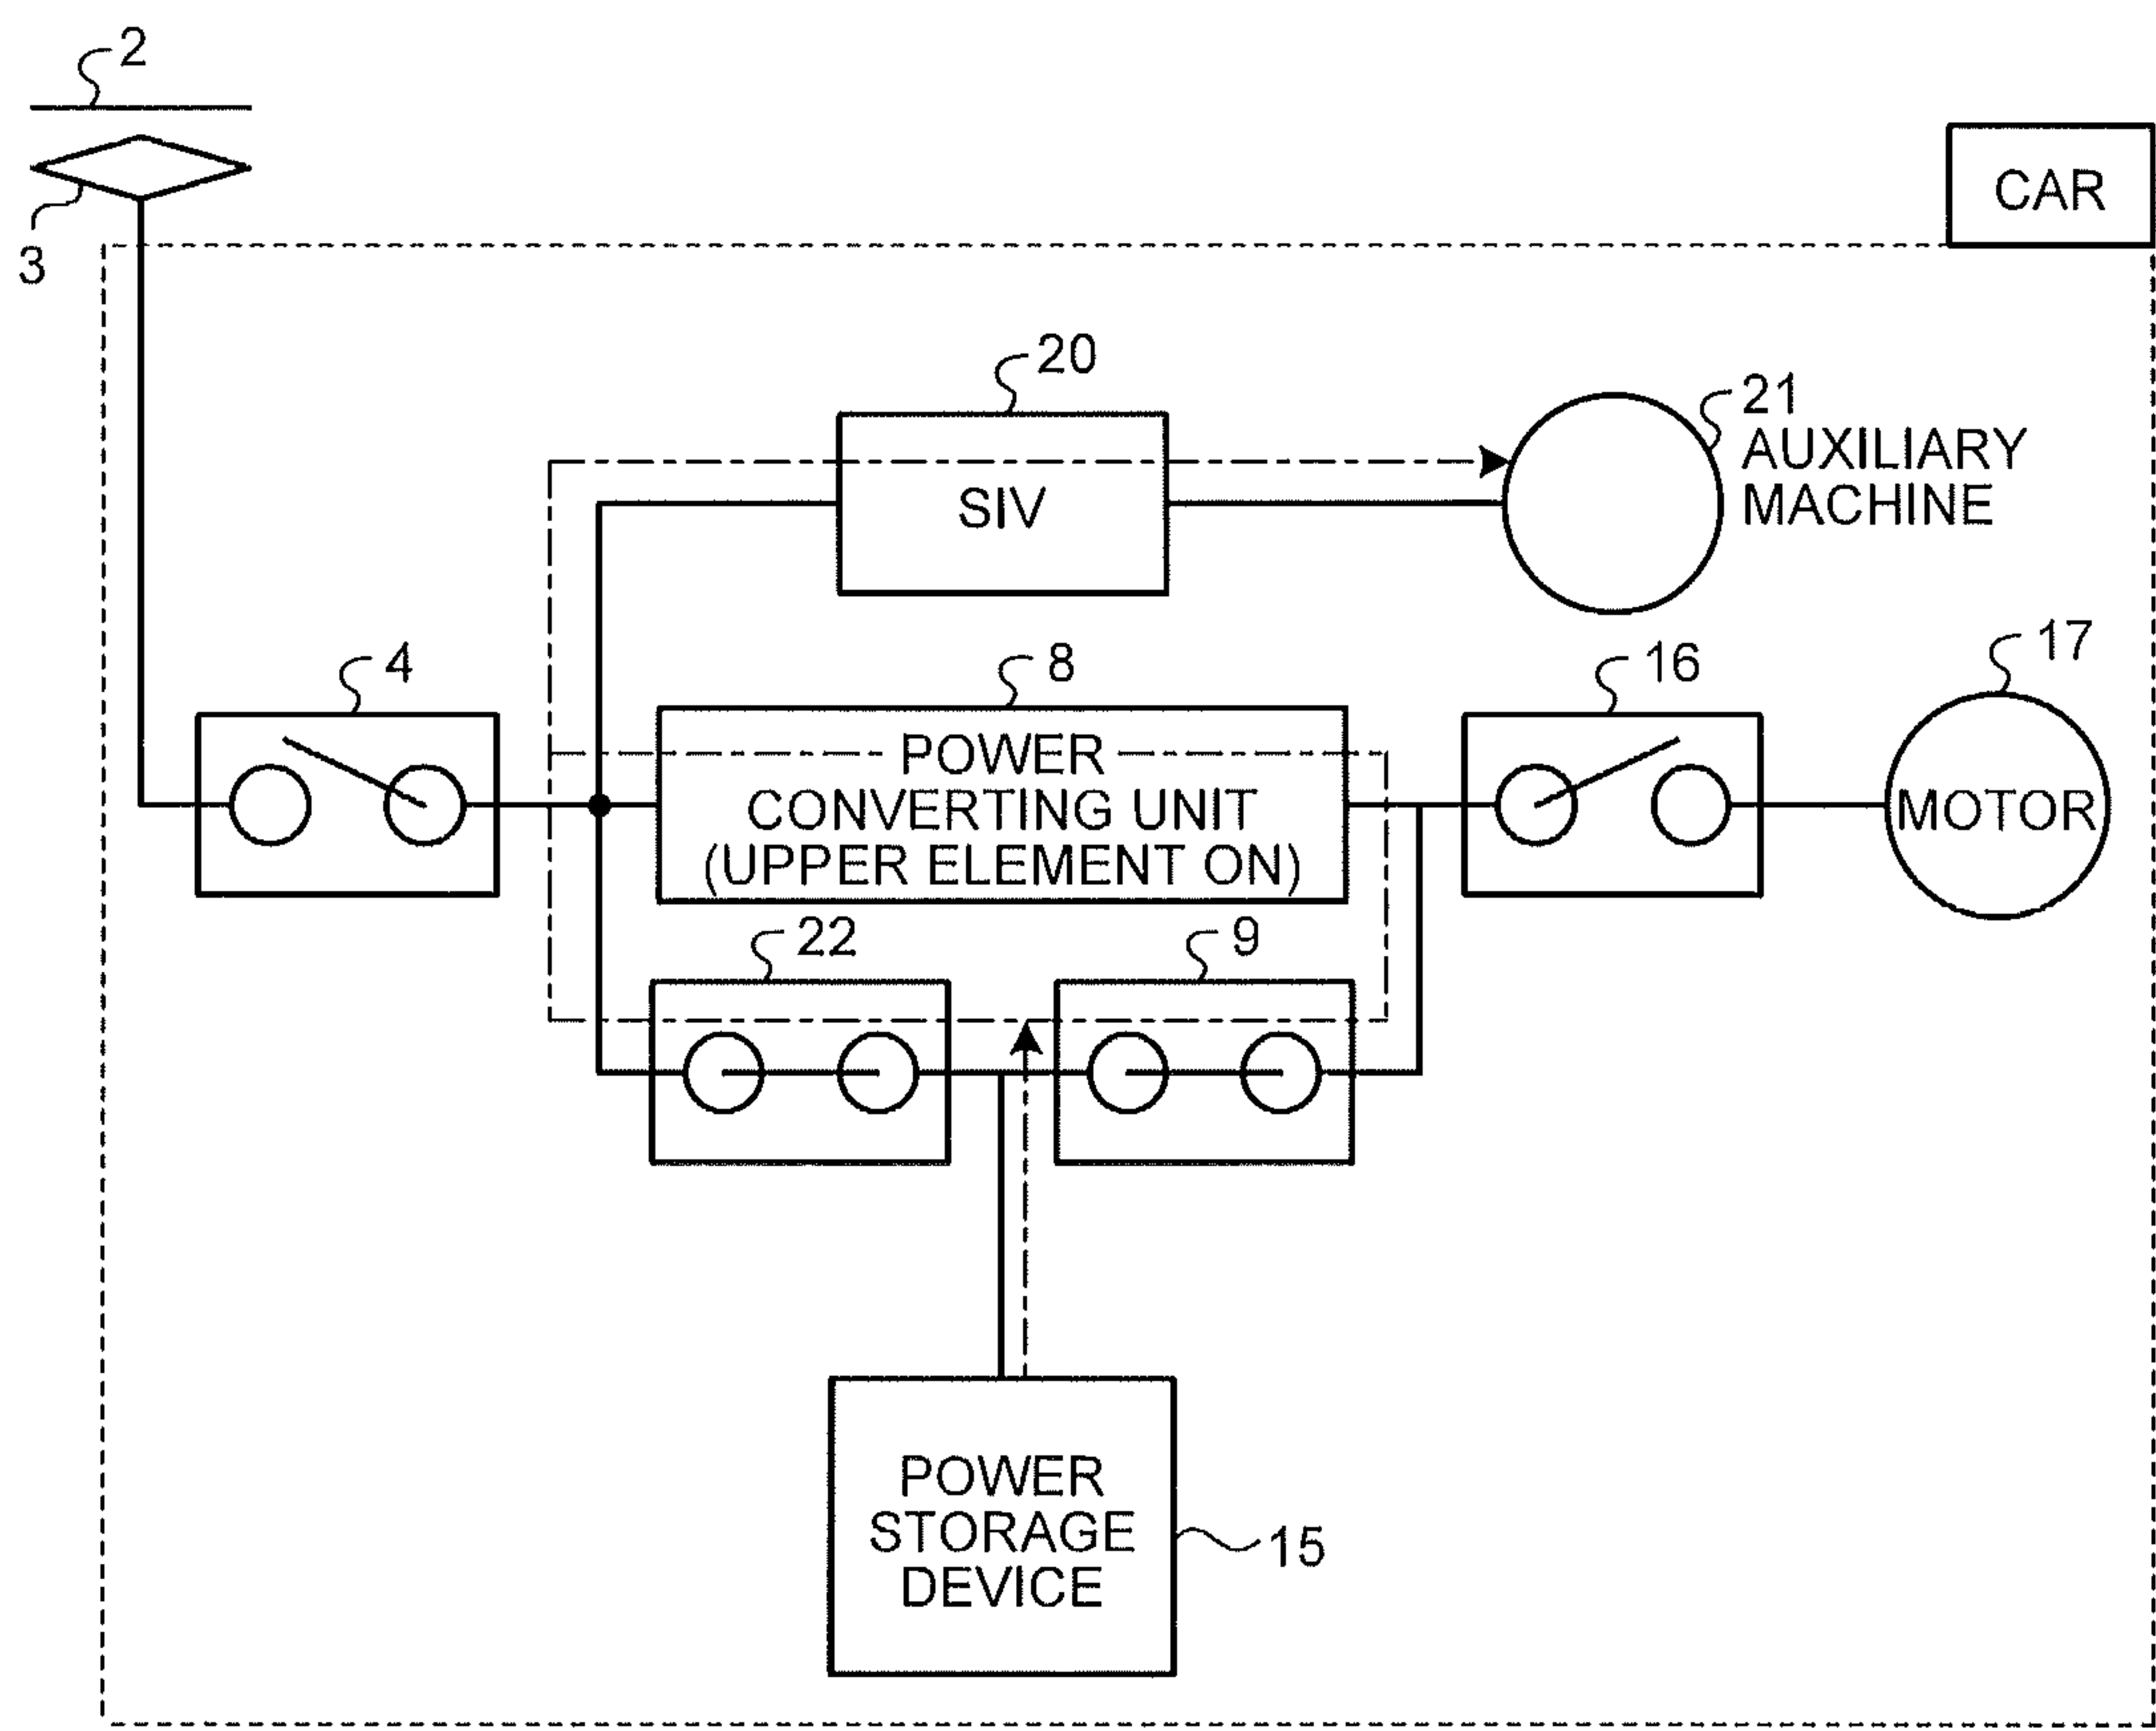 2
3
CAR
20
SIV
21
AUXILIARY
MACHINE
4
8
POWER
CONVERTING UNIT
(UPPER ELEMENT ON)
16
17
MOTOR
22
9
POWER
STORAGE
DEVICE
15